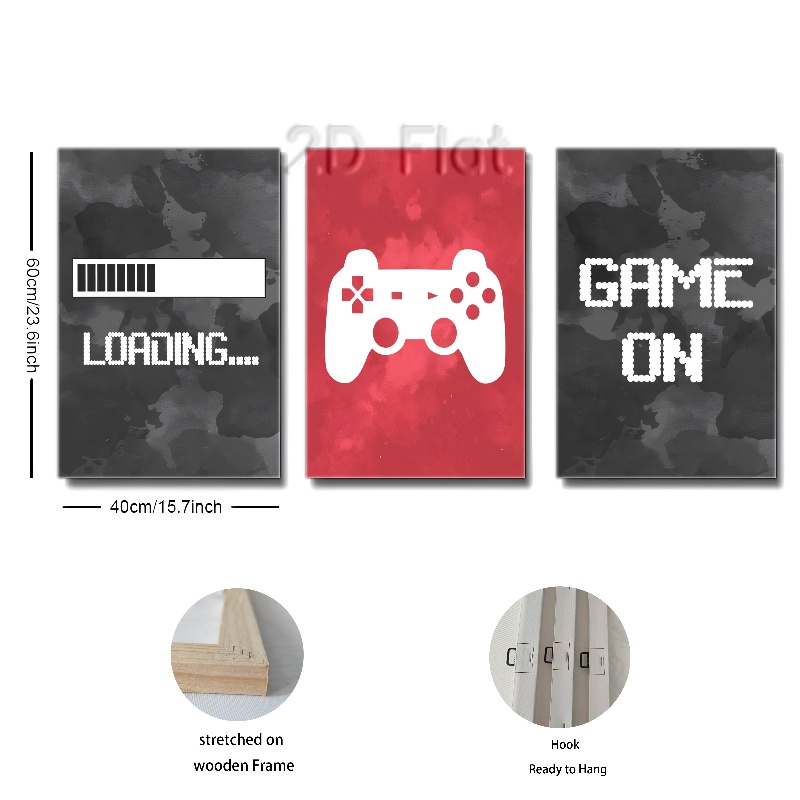 2D Flat
LOADING....
GAME
ON
60cm/23.6inch
40cm/15.7inch
stretched on
wooden Frame
Hook
Ready to Hang